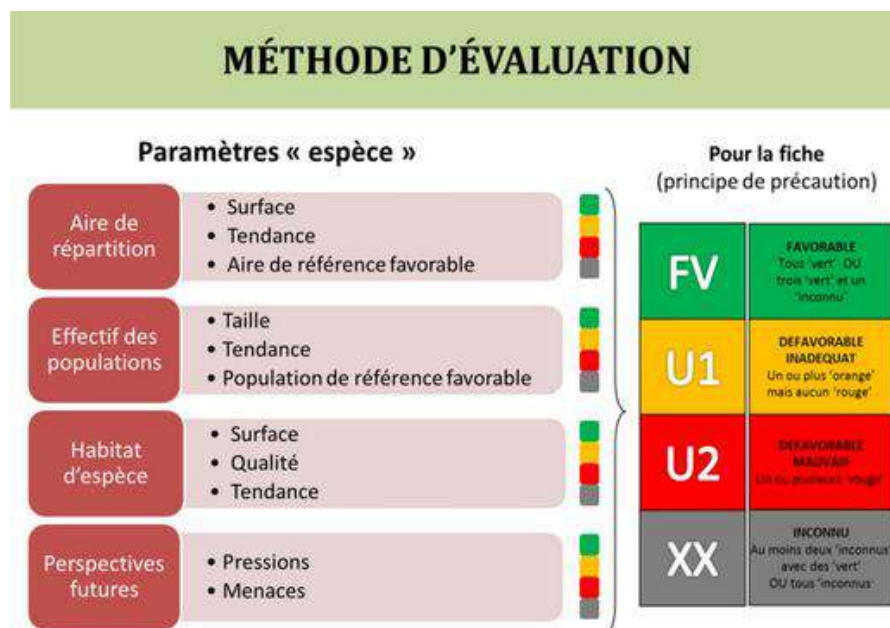 MÉTHODE D'ÉVALUATION
Paramètres « espèce »
Aire de
répartition
• Surface
• Tendance
• Aire de référence favorable
Effectif des
populations
• Taille
• Tendance
• Population de référence favorable
Habitat
d'espèce
• Surface
• Qualité
• Tendance
Perspectives
futures
• Pressions
• Menaces
Pour la fiche
(principe de précaution)
FV
FAVORABLE
Tous 'vert' OU
trois 'vert' et un
'inconnu'
U1
DEFAVORABLE
INADEQUAT
Un ou plus 'orange'
mais aucun 'rouge'
U2
DEFAVORABLE
MAUVAIS
Un ou plusieurs 'rouge'
XX
INCONNU
Au moins deux 'inconnus'
avec des 'vert'
OU tous 'inconnus'